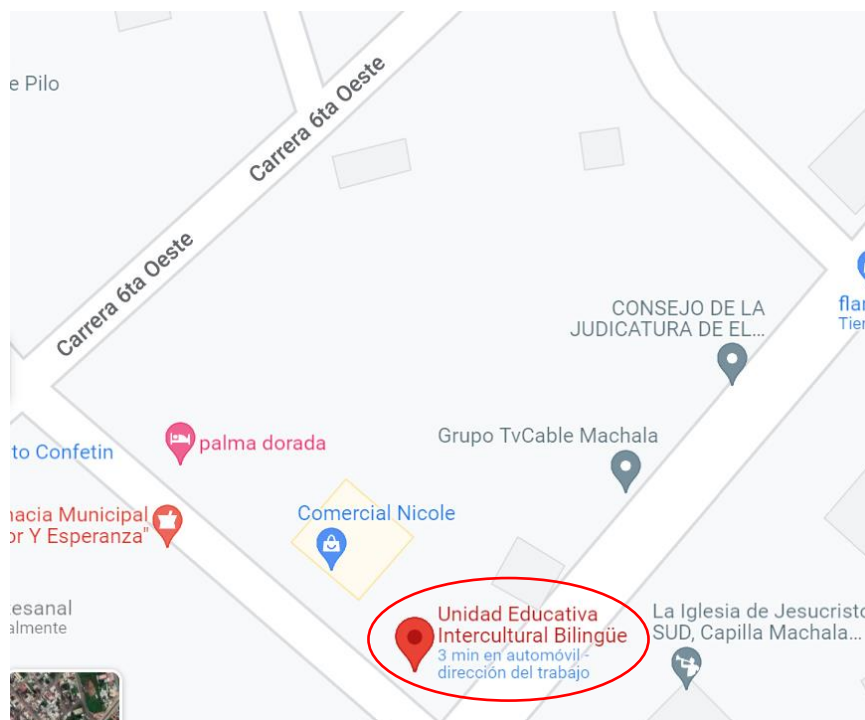 e Pilo
Carrera 6ta Oeste
Carrera 6ta Oeste
CONSEJO DE LA
JUDICATURA DE EL...
flar
Tier
palma dorada
to Confetin
Grupo TvCable Machala
nacia Municipal
or Y Esperanza"
Comercial Nicole
esanal
almente
Unidad Educativa
Intercultural Bilingüe
3 min en automóvil -
dirección del trabajo
La Iglesia de Jesucristo
SUD, Capilla Machala...